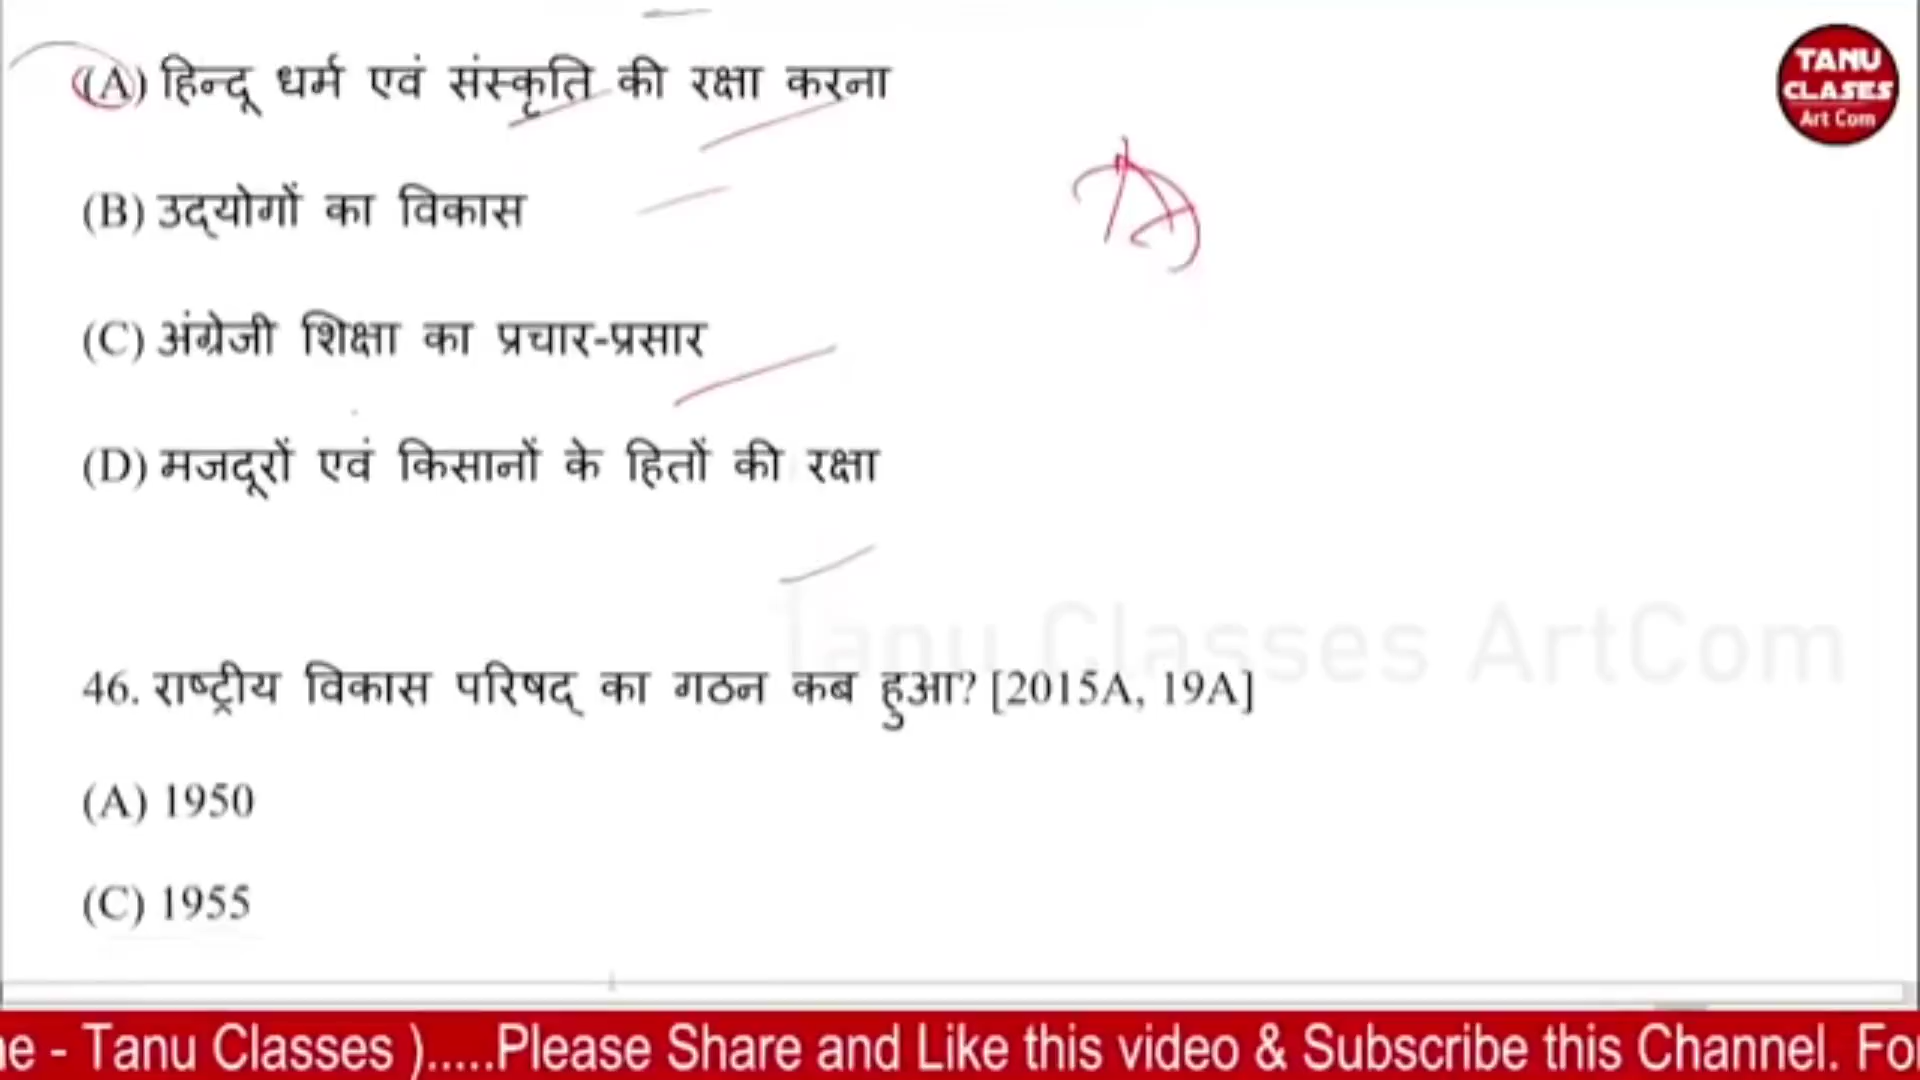 TANU
CLASES
Art Com
(A) हिन्दू धर्म एवं संस्कृति की रक्षा करना
A
(B) उद्योगों का विकास
(C) अंग्रेजी शिक्षा का प्रचार-प्रसार
(D) मजदूरों एवं किसानों के हितों की रक्षा
Tanu Classes ArtCom
46. राष्ट्रीय विकास परिषद् का गठन कब हुआ? [2015A, 19A]
(A) 1950
(C) 1955
e - Tanu Classes ).....Please Share and Like this video & Subscribe this Channel. Fo